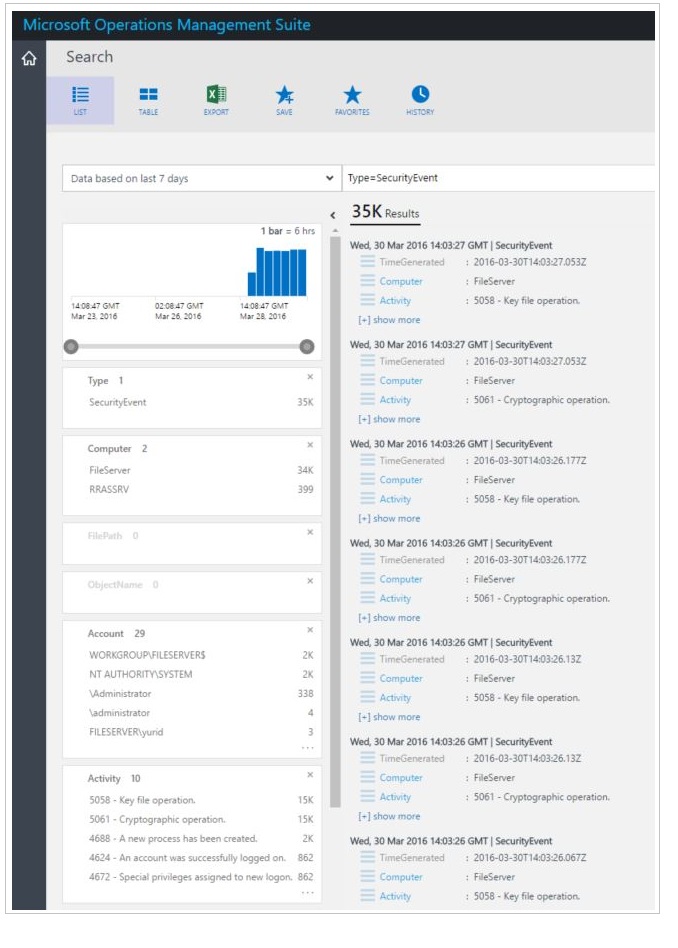 Microsoft Operations Management Suite
Search
LIST
TABLE
EXPORT
SAVE
FAVORITES
HISTORY
Data based on last 7 days
Type=SecurityEvent
1 bar = 6 hrs
14:08:47 GMT
Mar 23, 2016
02:08:47 GMT
Mar 26, 2016
14:08:47 GMT
Mar 28, 2016
Type 1
SecurityEvent 35K
Computer 2
FileServer 34K
RRASSRV 399
FilePath 0
ObjectName 0
Account 29
WORKGROUP\FILESERVER$ 2K
NT AUTHORITY\SYSTEM 2K
\Administrator 338
\administrator 4
FILESERVER\yurid 3
...
Activity 10
5058 - Key file operation. 15K
5061 - Cryptographic operation. 15K
4688 - A new process has been created. 2K
4624 - An account was successfully logged on. 862
4672 - Special privileges assigned to new logon. 862
...
35K Results
Wed, 30 Mar 2016 14:03:27 GMT | SecurityEvent
TimeGenerated : 2016-03-30T14:03:27.053Z
Computer : FileServer
Activity : 5058 - Key file operation.
[+] show more
Wed, 30 Mar 2016 14:03:27 GMT | SecurityEvent
TimeGenerated : 2016-03-30T14:03:27.053Z
Computer : FileServer
Activity : 5061 - Cryptographic operation.
[+] show more
Wed, 30 Mar 2016 14:03:26 GMT | SecurityEvent
TimeGenerated : 2016-03-30T14:03:26.177Z
Computer : FileServer
Activity : 5058 - Key file operation.
[+] show more
Wed, 30 Mar 2016 14:03:26 GMT | SecurityEvent
TimeGenerated : 2016-03-30T14:03:26.177Z
Computer : FileServer
Activity : 5061 - Cryptographic operation.
[+] show more
Wed, 30 Mar 2016 14:03:26 GMT | SecurityEvent
TimeGenerated : 2016-03-30T14:03:26.13Z
Computer : FileServer
Activity : 5058 - Key file operation.
[+] show more
Wed, 30 Mar 2016 14:03:26 GMT | SecurityEvent
TimeGenerated : 2016-03-30T14:03:26.13Z
Computer : FileServer
Activity : 5061 - Cryptographic operation.
[+] show more
Wed, 30 Mar 2016 14:03:26 GMT | SecurityEvent
TimeGenerated : 2016-03-30T14:03:26.067Z
Computer : FileServer
Activity : 5058 - Key file operation.